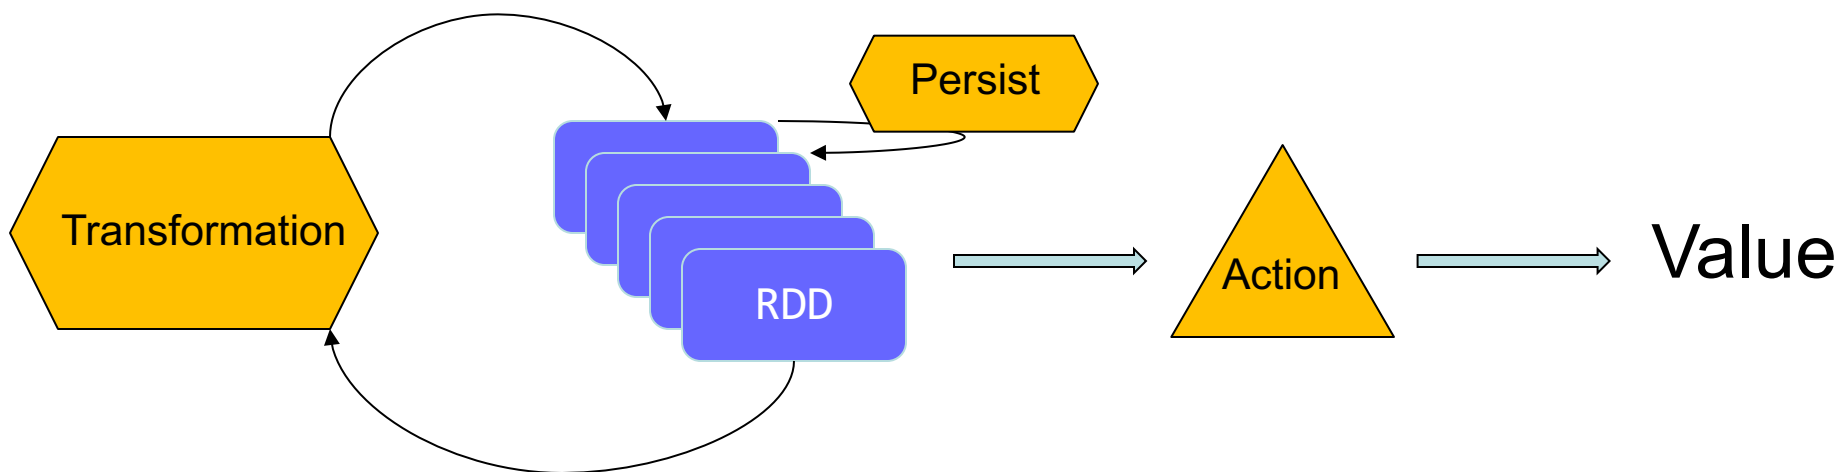 Persist
Transformation
RDD
Action
Value